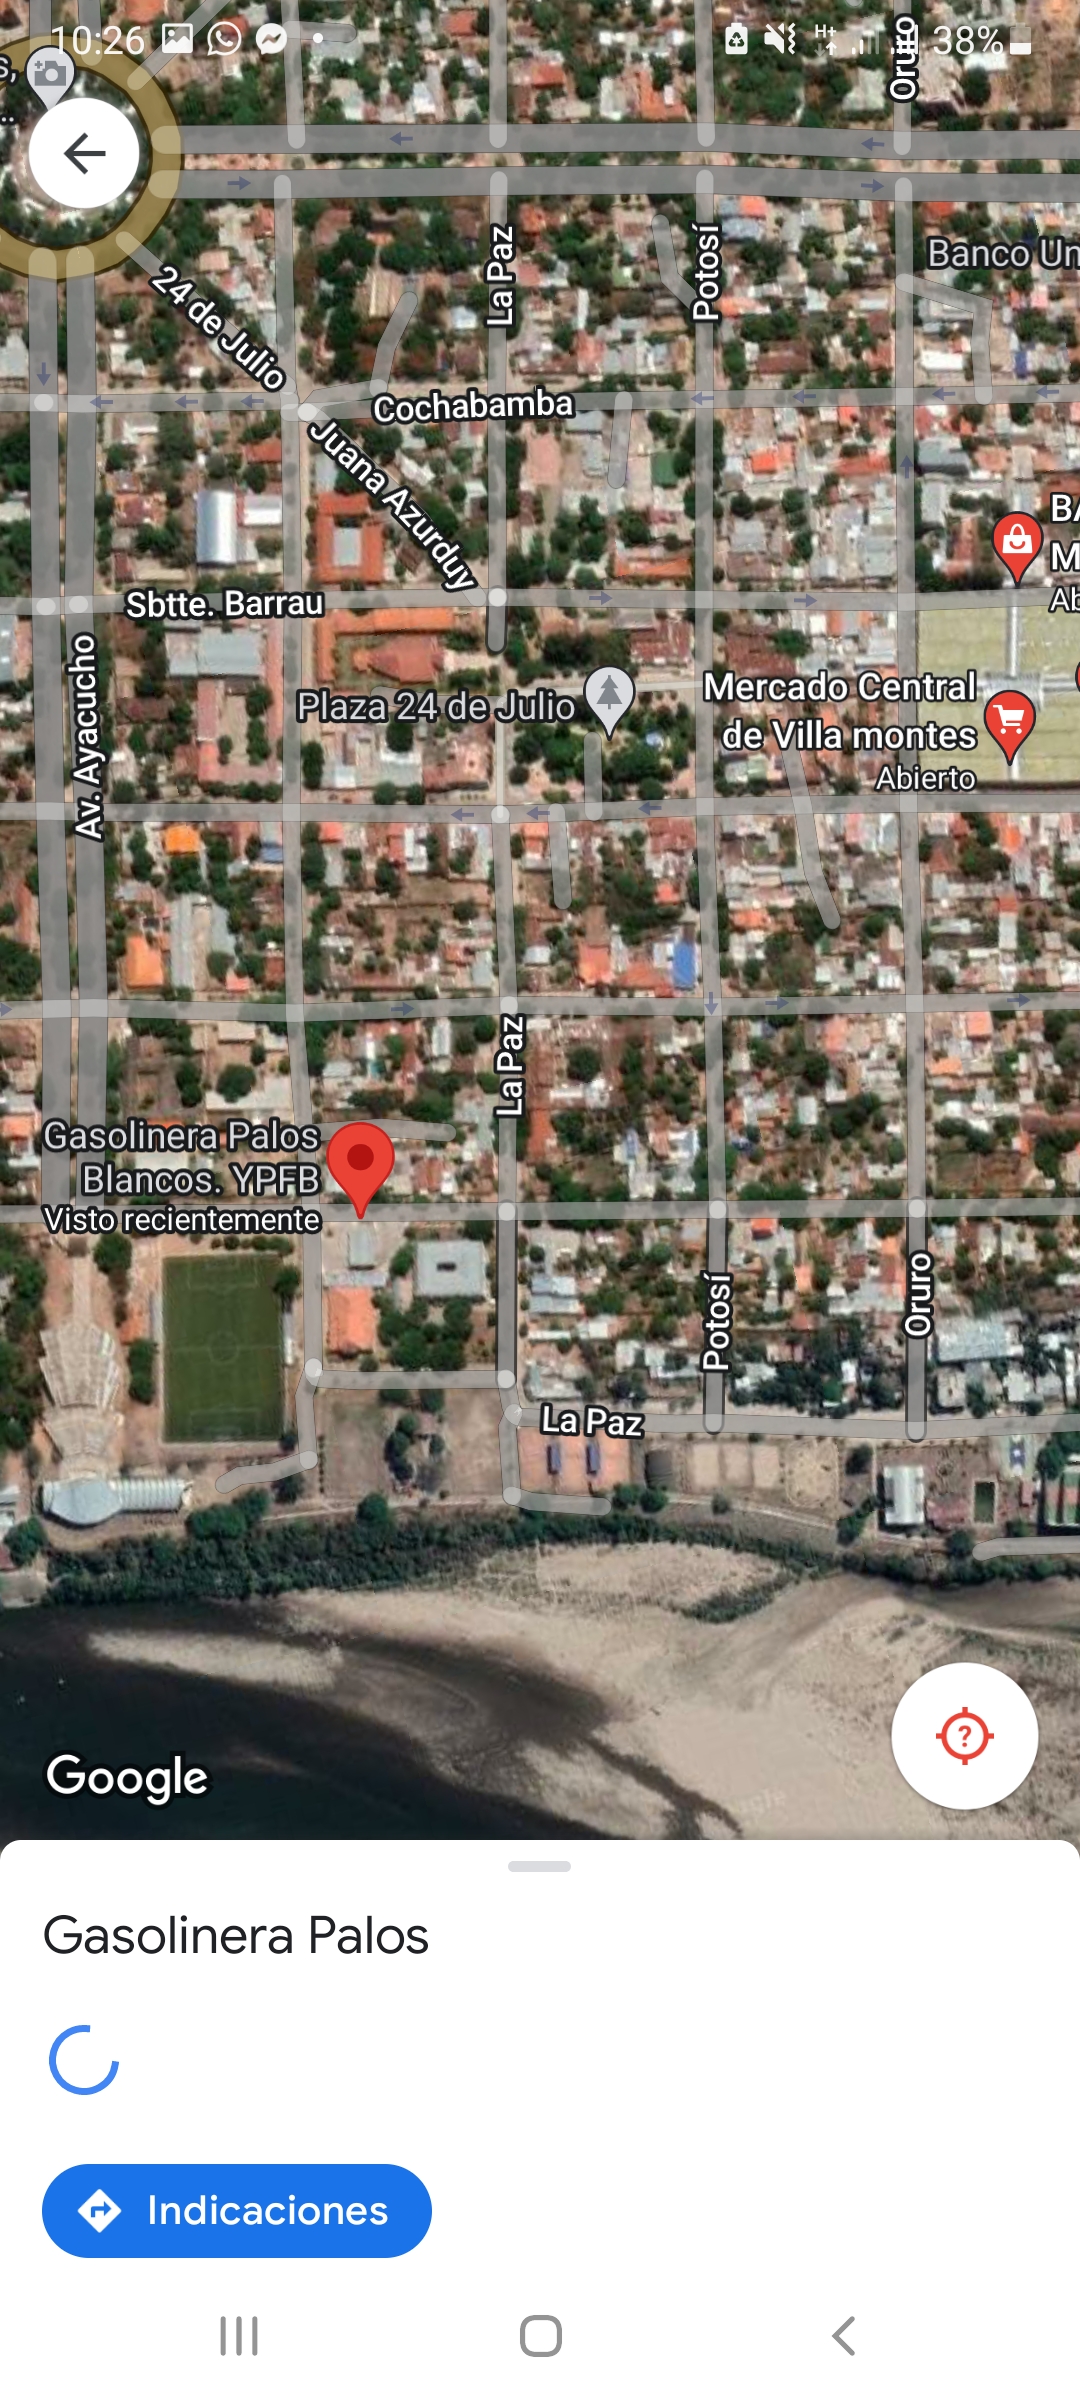 10:26
H+
38%
s,
..
Oruro
24 de Julio
La Paz
Potosí
Banco Un
Cochabamba
Juana Azurduy
BA
M
Ab
Sbtte. Barrau
Av. Ayacucho
Plaza 24 de Julio
Mercado Central
de Villa montes
Abierto
La Paz
Gasolinera Palos
Blancos. YPFB
Visto recientemente
Potosí
Oruro
La Paz
?
Google
Gasolinera Palos
Indicaciones